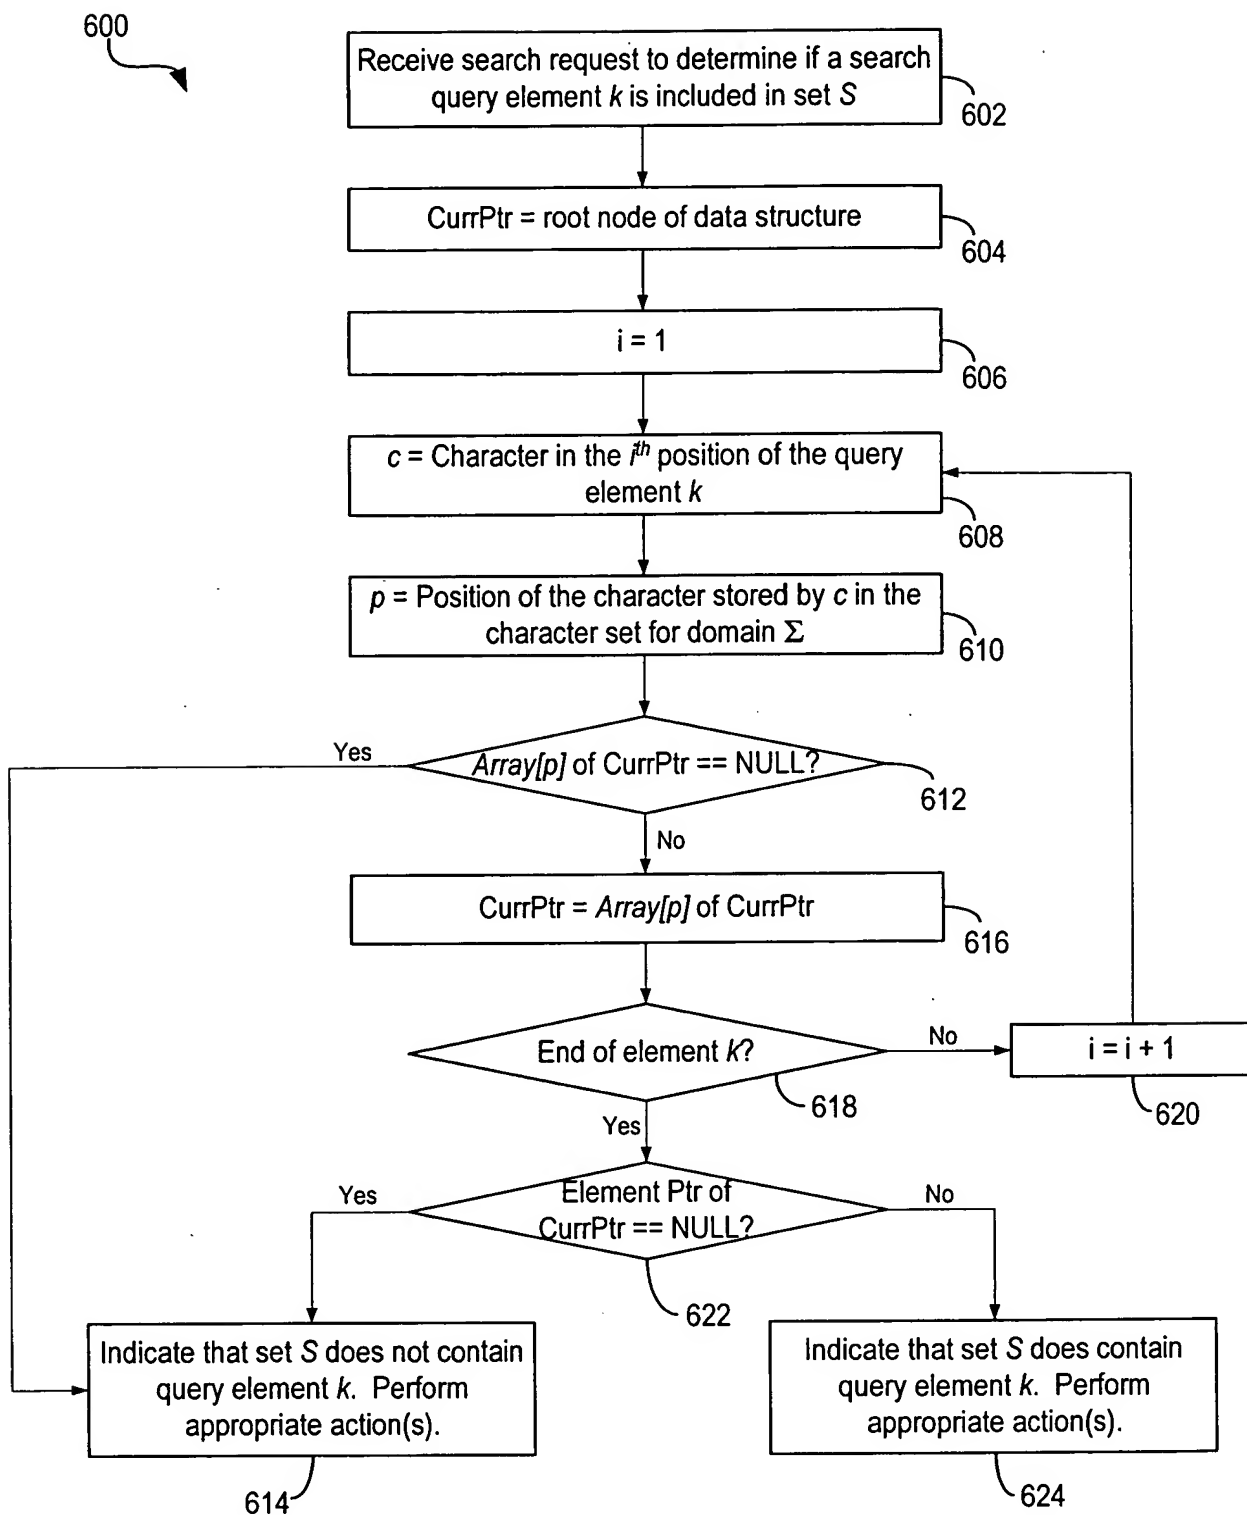 600
Receive search request to determine if a search
query element k is included in set S
602
CurrPtr = root node of data structure
604
i = 1
606
c = Character in the ith position of the query
element k
608
p = Position of the character stored by c in the
character set for domain Σ
610
Yes
Array[p] of CurrPtr == NULL?
612
No
CurrPtr = Array[p] of CurrPtr
616
End of element k?
No
i = i + 1
618
620
Yes
Yes
Element Ptr of
CurrPtr == NULL?
No
622
Indicate that set S does not contain
query element k. Perform
appropriate action(s).
614
Indicate that set S does contain
query element k. Perform
appropriate action(s).
624